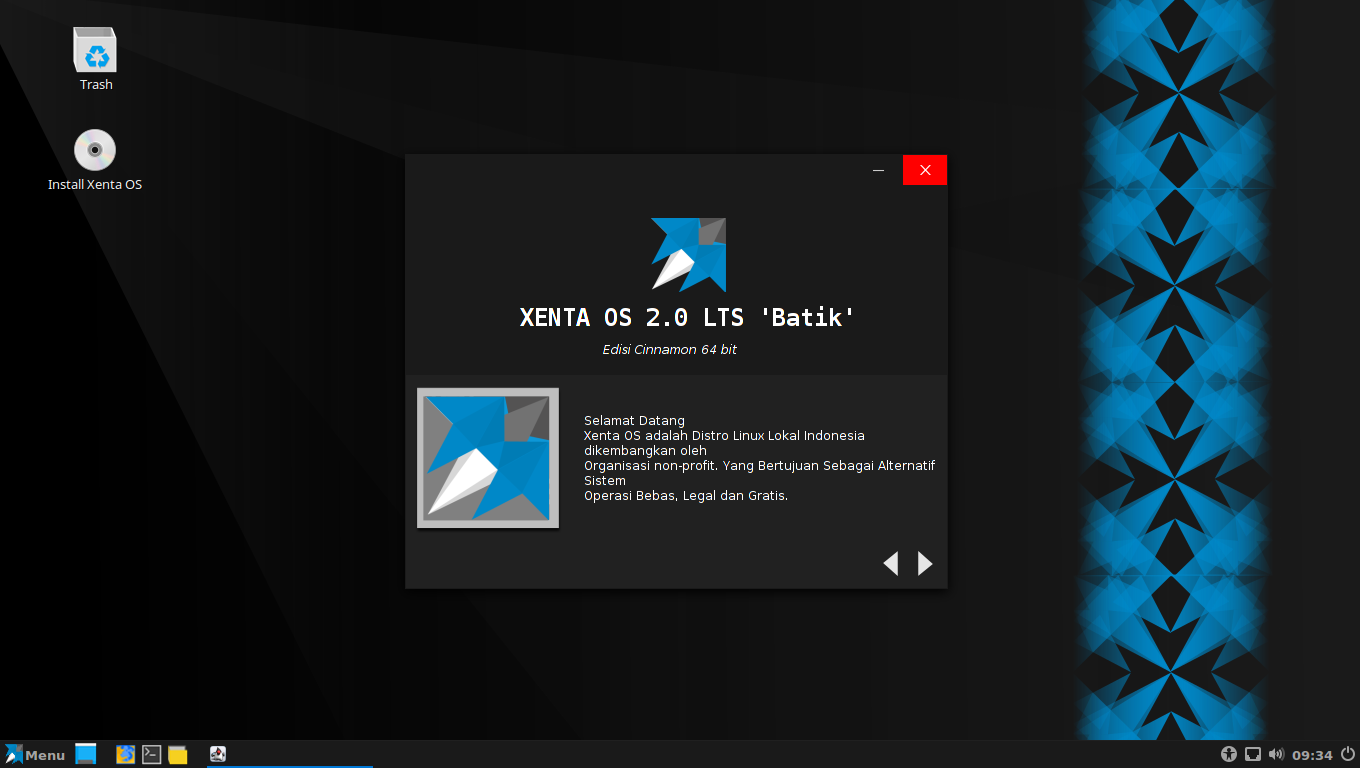 Trash
Install Xenta OS
XENTA OS 2.0 LTS 'Batik'
Edisi Cinnamon 64 bit
Selamat Datang
Xenta OS adalah Distro Linux Lokal Indonesia
dikembangkan oleh
Organisasi non-profit. Yang Bertujuan Sebagai Alternatif
Sistem
Operasi Bebas, Legal dan Gratis.
Menu
09:34